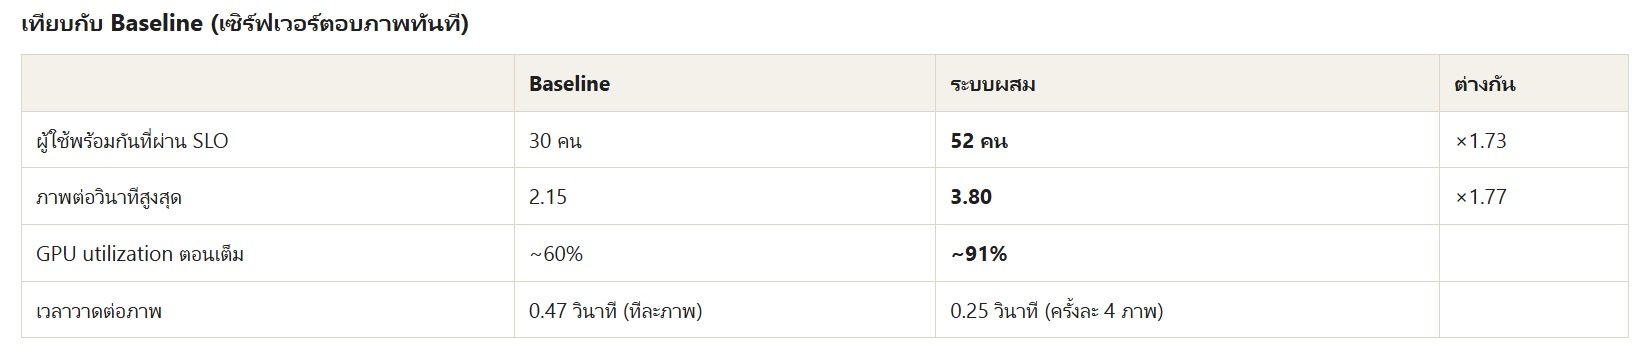 เทียบกับ Baseline (เซิร์ฟเวอร์ตอบภาพทันที)
Baseline ระบบผสม ต่างกัน
ผู้ใช้พร้อมกันที่ผ่าน SLO 30 คน 52 คน ×1.73
ภาพต่อวินาทีสูงสุด 2.15 3.80 ×1.77
GPU utilization ตอนเต็ม ~60% ~91%
เวลาวาดต่อภาพ 0.47 วินาที (ทีละภาพ) 0.25 วินาที (ครั้งละ 4 ภาพ)